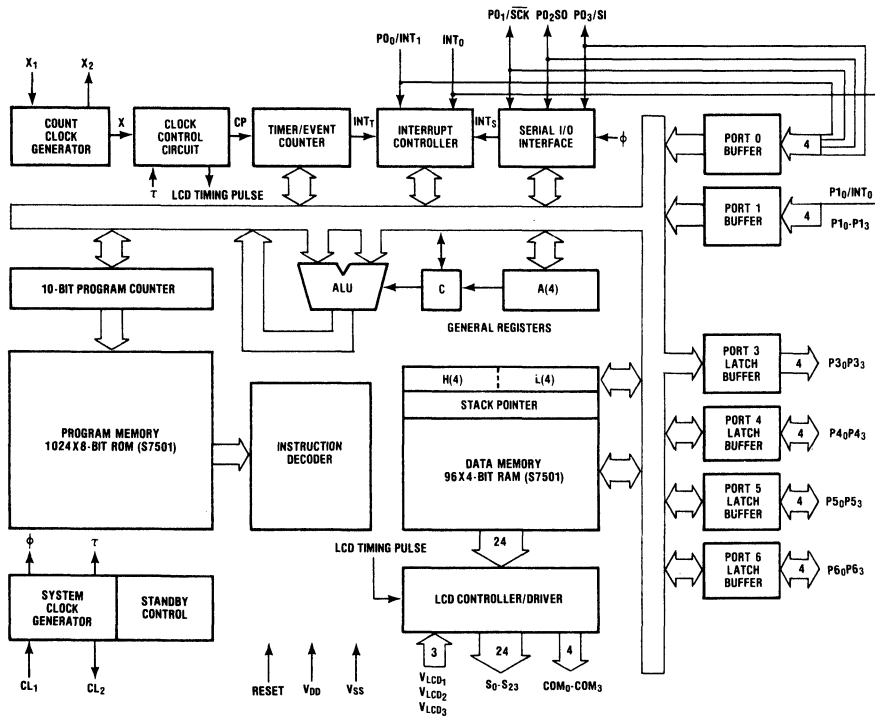 PO₁/S̅C̅K̅ PO₂SO PO₃/SI
PO₀/INT₁ INT₀
X₁ X₂
COUNT
CLOCK
GENERATOR
X
CLOCK
CONTROL
CIRCUIT
CP
TIMER/EVENT
COUNTER
INT_T
INTERRUPT
CONTROLLER
INT_S
SERIAL I/O
INTERFACE
ϕ
PORT 0
BUFFER
4
τ
LCD TIMING PULSE
PORT 1
BUFFER
4
P1₀/INT₀
P1₀-P1₃
10-BIT PROGRAM COUNTER
ALU
C
A(4)
GENERAL REGISTERS
PORT 3
LATCH
BUFFER
4
P3₀P3₃
H(4)
L(4)
STACK POINTER
PROGRAM MEMORY
1024X8-BIT ROM (S7501)
INSTRUCTION
DECODER
DATA MEMORY
96X4-BIT RAM (S7501)
PORT 4
LATCH
BUFFER
4
P4₀P4₃
PORT 5
LATCH
BUFFER
4
P5₀P5₃
PORT 6
LATCH
BUFFER
4
P6₀P6₃
ϕ
τ
24
LCD TIMING PULSE
SYSTEM
CLOCK
GENERATOR
STANDBY
CONTROL
LCD CONTROLLER/DRIVER
3
24
4
CL₁
CL₂
RESET
V_DD
V_SS
V_LCD₁
V_LCD₂
V_LCD₃
S₀-S₂₃
COM₀-COM₃